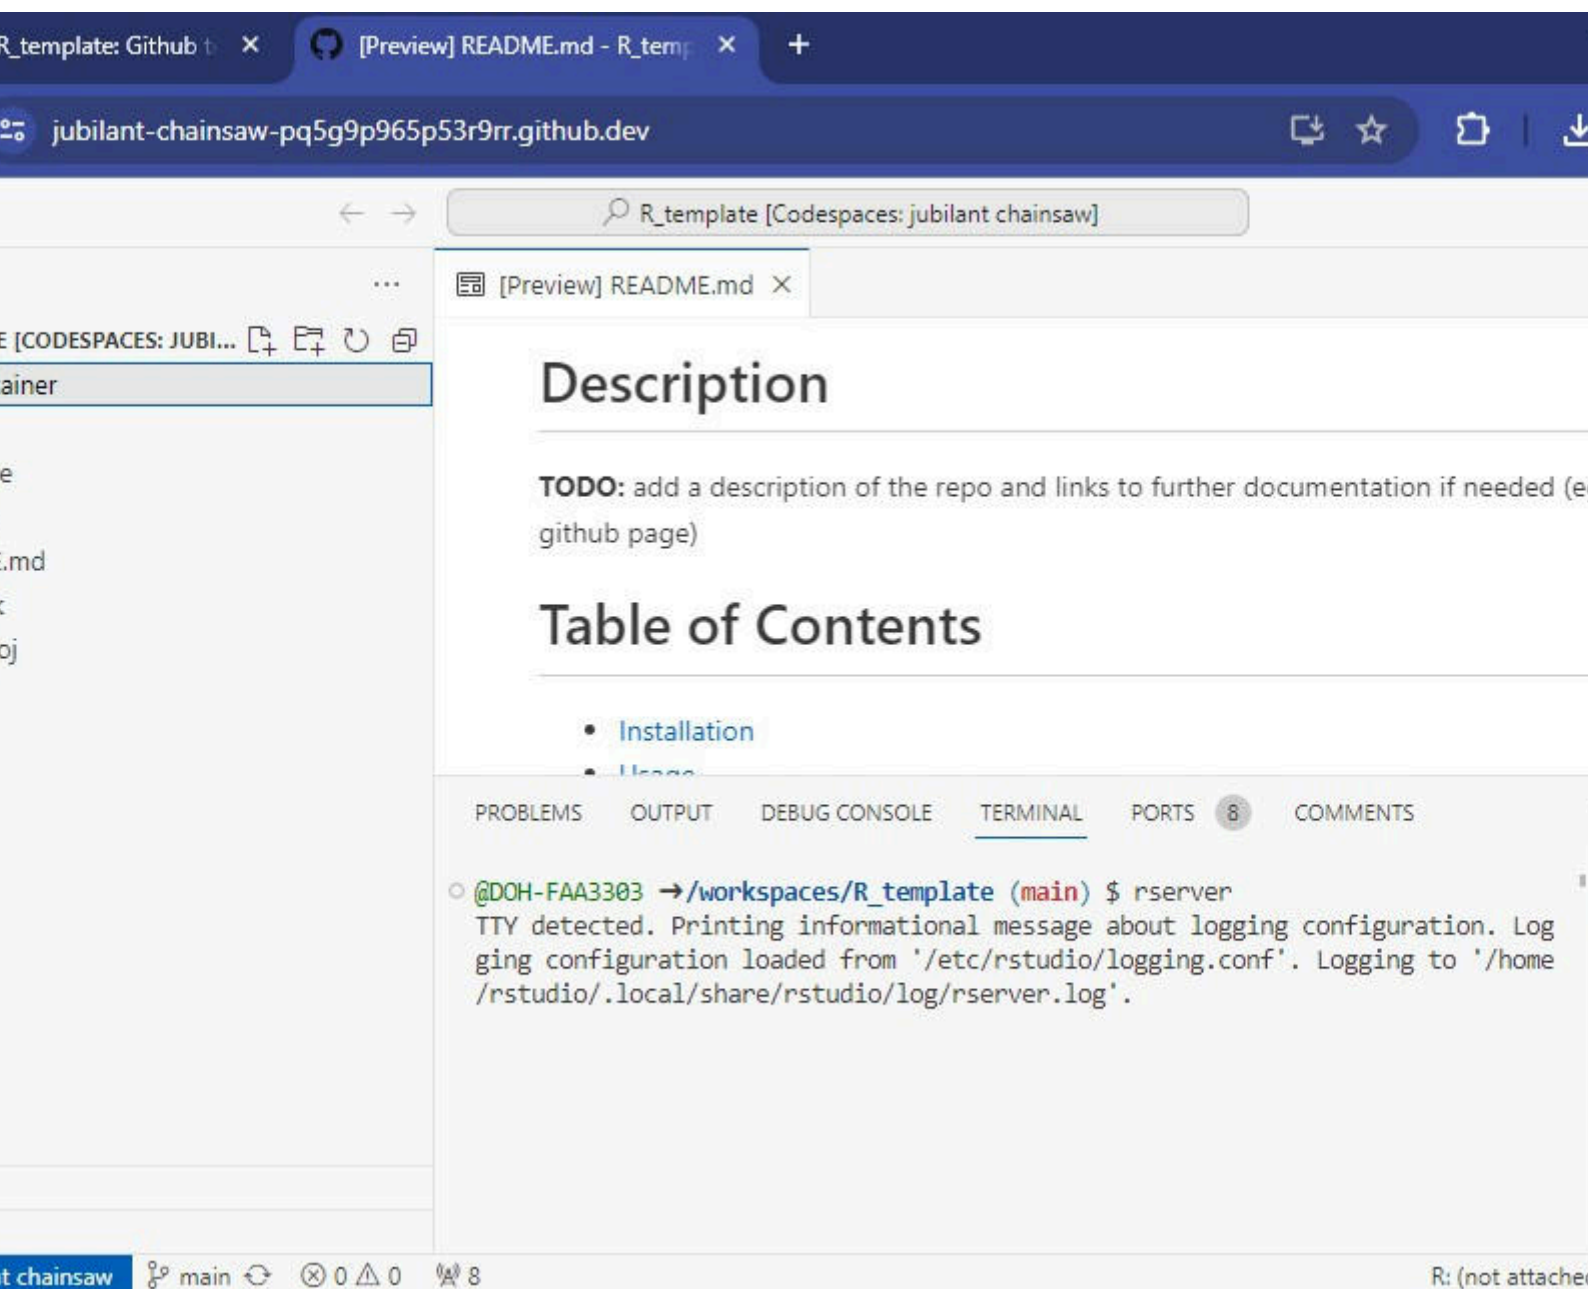 R_template: Github t
[Preview] README.md - R_temp
jubilant-chainsaw-pq5g9p965p53r9rr.github.dev
R_template [Codespaces: jubilant chainsaw]
[Preview] README.md
E [CODESPACES: JUBI...
ainer
e
E.md
oj
Description
TODO: add a description of the repo and links to further documentation if needed (e
github page)
Table of Contents
• Installation
• Usage
PROBLEMS OUTPUT DEBUG CONSOLE TERMINAL PORTS 8 COMMENTS
@DOH-FAA3303 →/workspaces/R_template (main) $ rserver
TTY detected. Printing informational message about logging configuration. Log
ging configuration loaded from '/etc/rstudio/logging.conf'. Logging to '/home
/rstudio/.local/share/rstudio/log/rserver.log'.
t chainsaw main 0 0 8
R: (not attached